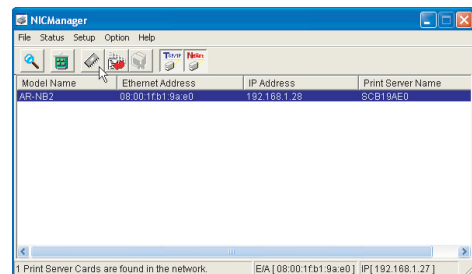 NICManager
File Status Setup Option Help
TCP/IP NetWare
Model Name Ethernet Address IP Address Print Server Name
AR-NB2 08:00:1f:b1:9a:e0 192.168.1.28 SCB19AE0
1 Print Server Cards are found in the network. E/A [ 08:00:1f:b1:9a:e0 ] IP[ 192.168.1.27 ]